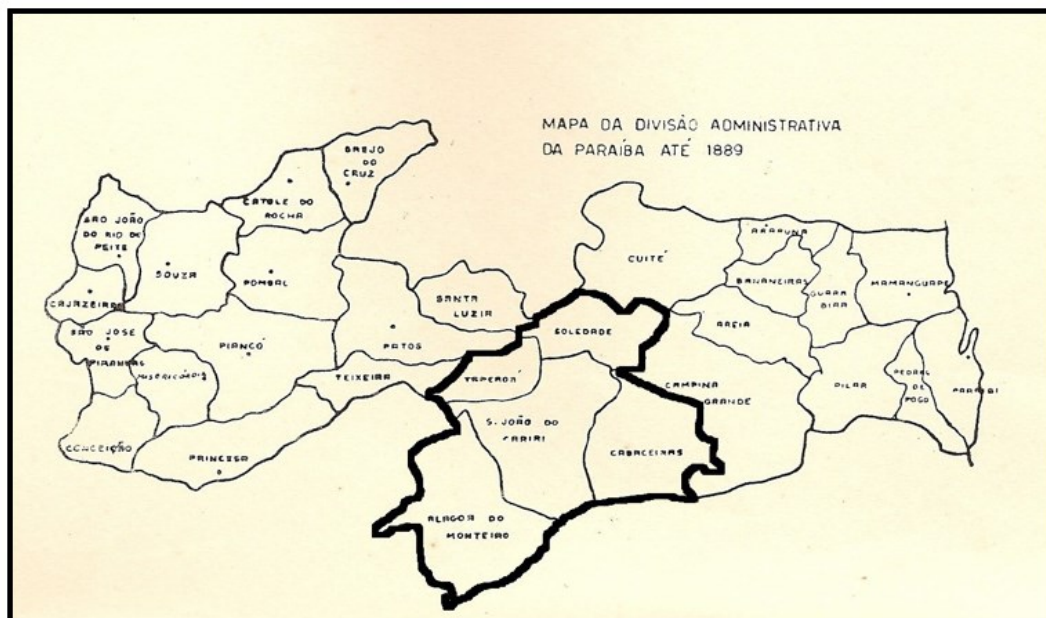 MAPA DA DIVISÃO ADMINISTRATIVA
DA PARAÍBA ATÉ 1889
BREJO
DO
CRUZ
CATOLE DO
ROCHA
SÃO JOÃO
DO RIO DE
PEIXE
SOUZA
POMBAL
CAJAZEIRAS
SÃO JOSÉ
DE
PIRANHAS
MISERICÓRDIA
PIANCÓ
CONCEIÇÃO
PRINCESA
TEIXEIRA
PATOS
SANTA
LUZIA
SOLEDADE
TAPEROÁ
S. JOÃO DO
CARIRI
CABACEIRAS
ALAGOA DO
MONTEIRO
CUITÉ
ARARUNA
BANANEIRAS
GUARA
BIRA
MAMANGUAPE
AREIA
CAMPINA
GRANDE
PILAR
PEDRAS
DE
FOGO